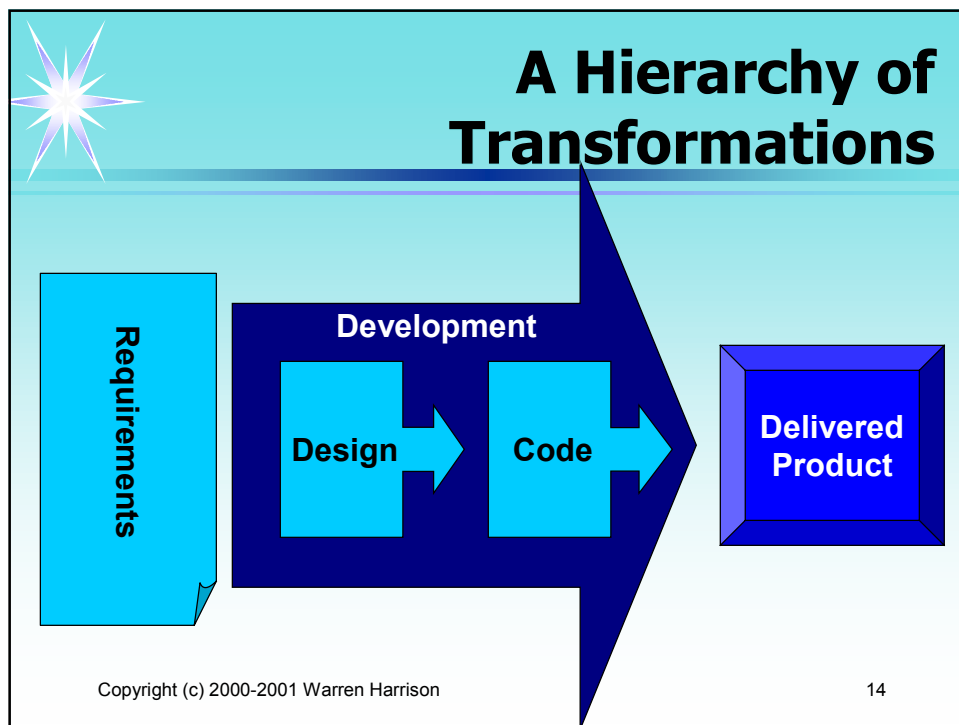 A Hierarchy of
Transformations
Requirements
Development
Design
Code
Delivered
Product
Copyright (c) 2000-2001 Warren Harrison
14